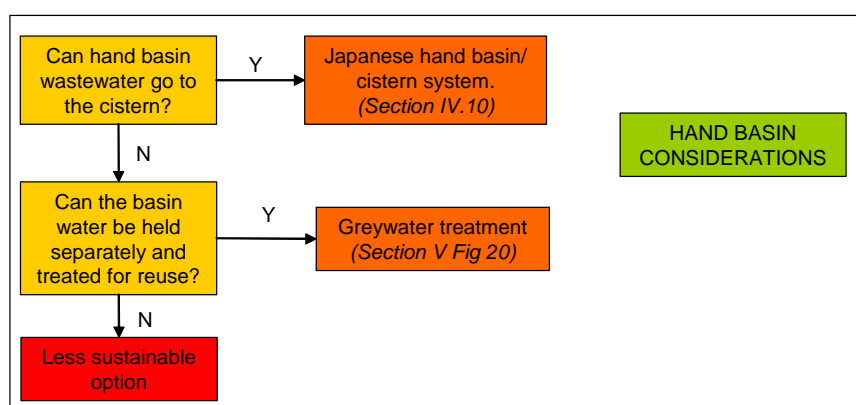 Can hand basin
wastewater go to
the cistern?
Y
Japanese hand basin/
cistern system.
(Section IV.10)
HAND BASIN
CONSIDERATIONS
N
Can the basin
water be held
separately and
treated for reuse?
Y
Greywater treatment
(Section V Fig 20)
N
Less sustainable
option